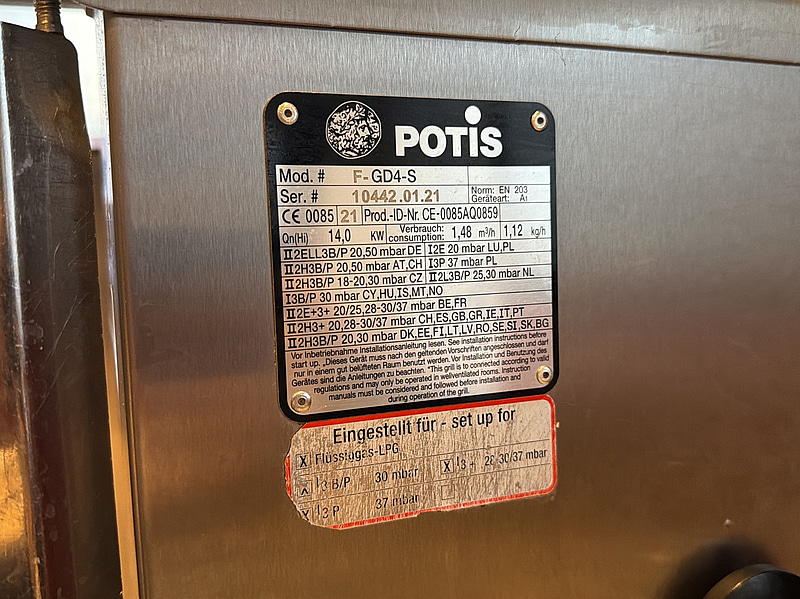 POTIS
Mod. # F- GD4-S
Ser. # 10442.01.21 Norm: EN 203
Geräteart: A1
CE 0085 21 Prod.-ID-Nr. CE-0085AQ0859
Qn(Hi) 14,0 KW Verbrauch: consumption: 1,48 m³/h 1,12 kg/h
II2ELL3B/P 20,50 mbar DE I2E 20 mbar LU,PL
II2H3B/P 20,50 mbar AT,CH I3P 37 mbar PL
II2H3B/P 18-20,30 mbar CZ II2L3B/P 25,30 mbar NL
I3B/P 30 mbar CY,HU,IS,MT,NO
II2E+3+ 20/25,28-30/37 mbar BE,FR
II2H3+ 20,28-30/37 mbar CH,ES,GB,GR,IE,IT,PT
II2H3B/P 20,30 mbar DK,EE,FI,LT,LV,RO,SE,SI,SK,BG
Vor Inbetriebnahme Installationsanleitung lesen. See installation instructions before
start up. „Dieses Gerät muss nach den geltenden Vorschriften angeschlossen und darf
nur in einem gut belüfteten Raum benutzt werden. Vor Installation und Benutzung des
Gerätes sind die Anleitungen zu beachten. "This grill is to connected according to valid
regulations and may only be operated in wellventilated rooms. Instruction
manuals must be considered and followed before installation and
during operation of the grill.
Eingestellt für - set up for
X Flüssiggas-LPG
I3 B/P 30 mbar X I3+ 28-30/37 mbar
X I3 P 37 mbar